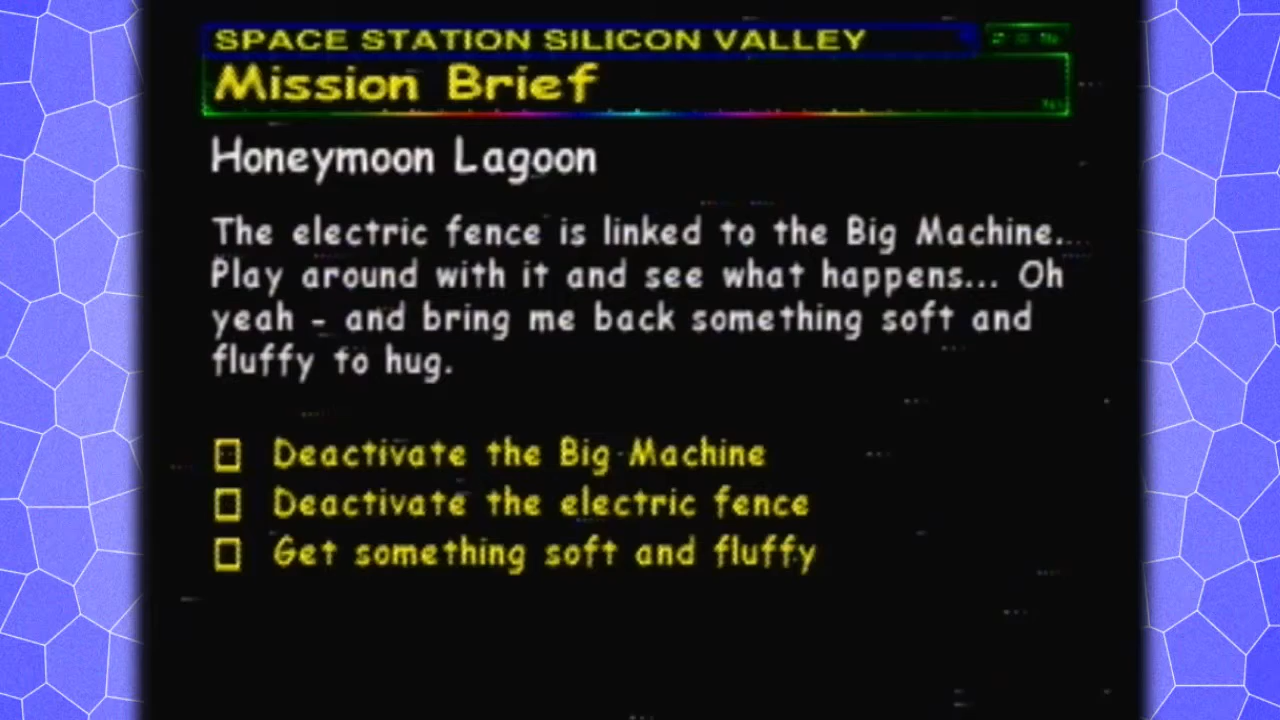 SPACE STATION SILICON VALLEY
Mission Brief
Honeymoon Lagoon
The electric fence is linked to the Big Machine...
Play around with it and see what happens... Oh
yeah - and bring me back something soft and
fluffy to hug.
Deactivate the Big Machine
Deactivate the electric fence
Get something soft and fluffy